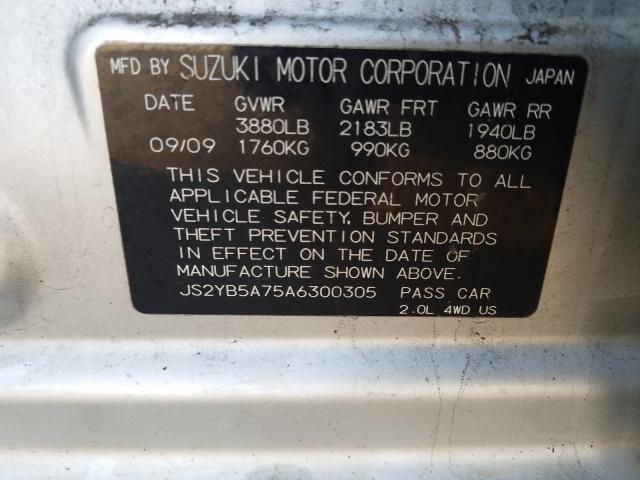 MFD BY SUZUKI MOTOR CORPORATION JAPAN
DATE GVWR GAWR FRT GAWR RR
3880LB 2183LB 1940LB
09/09 1760KG 990KG 880KG
THIS VEHICLE CONFORMS TO ALL
APPLICABLE FEDERAL MOTOR
VEHICLE SAFETY, BUMPER AND
THEFT PREVENTION STANDARDS
IN EFFECT ON THE DATE OF
MANUFACTURE SHOWN ABOVE.
JS2YB5A75A6300305 PASS CAR
2.0L 4WD US